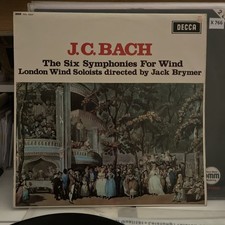 DECCA
J.C. BACH
The Six Symphonies For Wind
London Wind Soloists directed by Jack Brymer